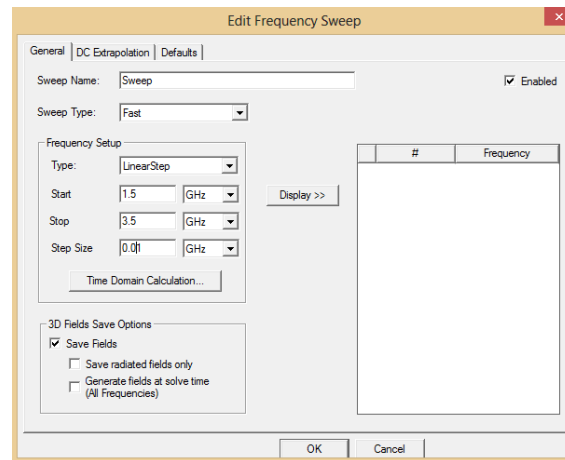 Edit Frequency Sweep
×
General DC Extrapolation Defaults
Sweep Name: Sweep Enabled
Sweep Type: Fast
Frequency Setup
# Frequency
Type: LinearStep
Start 1.5 GHz Display >>
Stop 3.5 GHz
Step Size 0.01 GHz
Time Domain Calculation...
3D Fields Save Options
Save Fields
Save radiated fields only
Generate fields at solve time
(All Frequencies)
OK Cancel